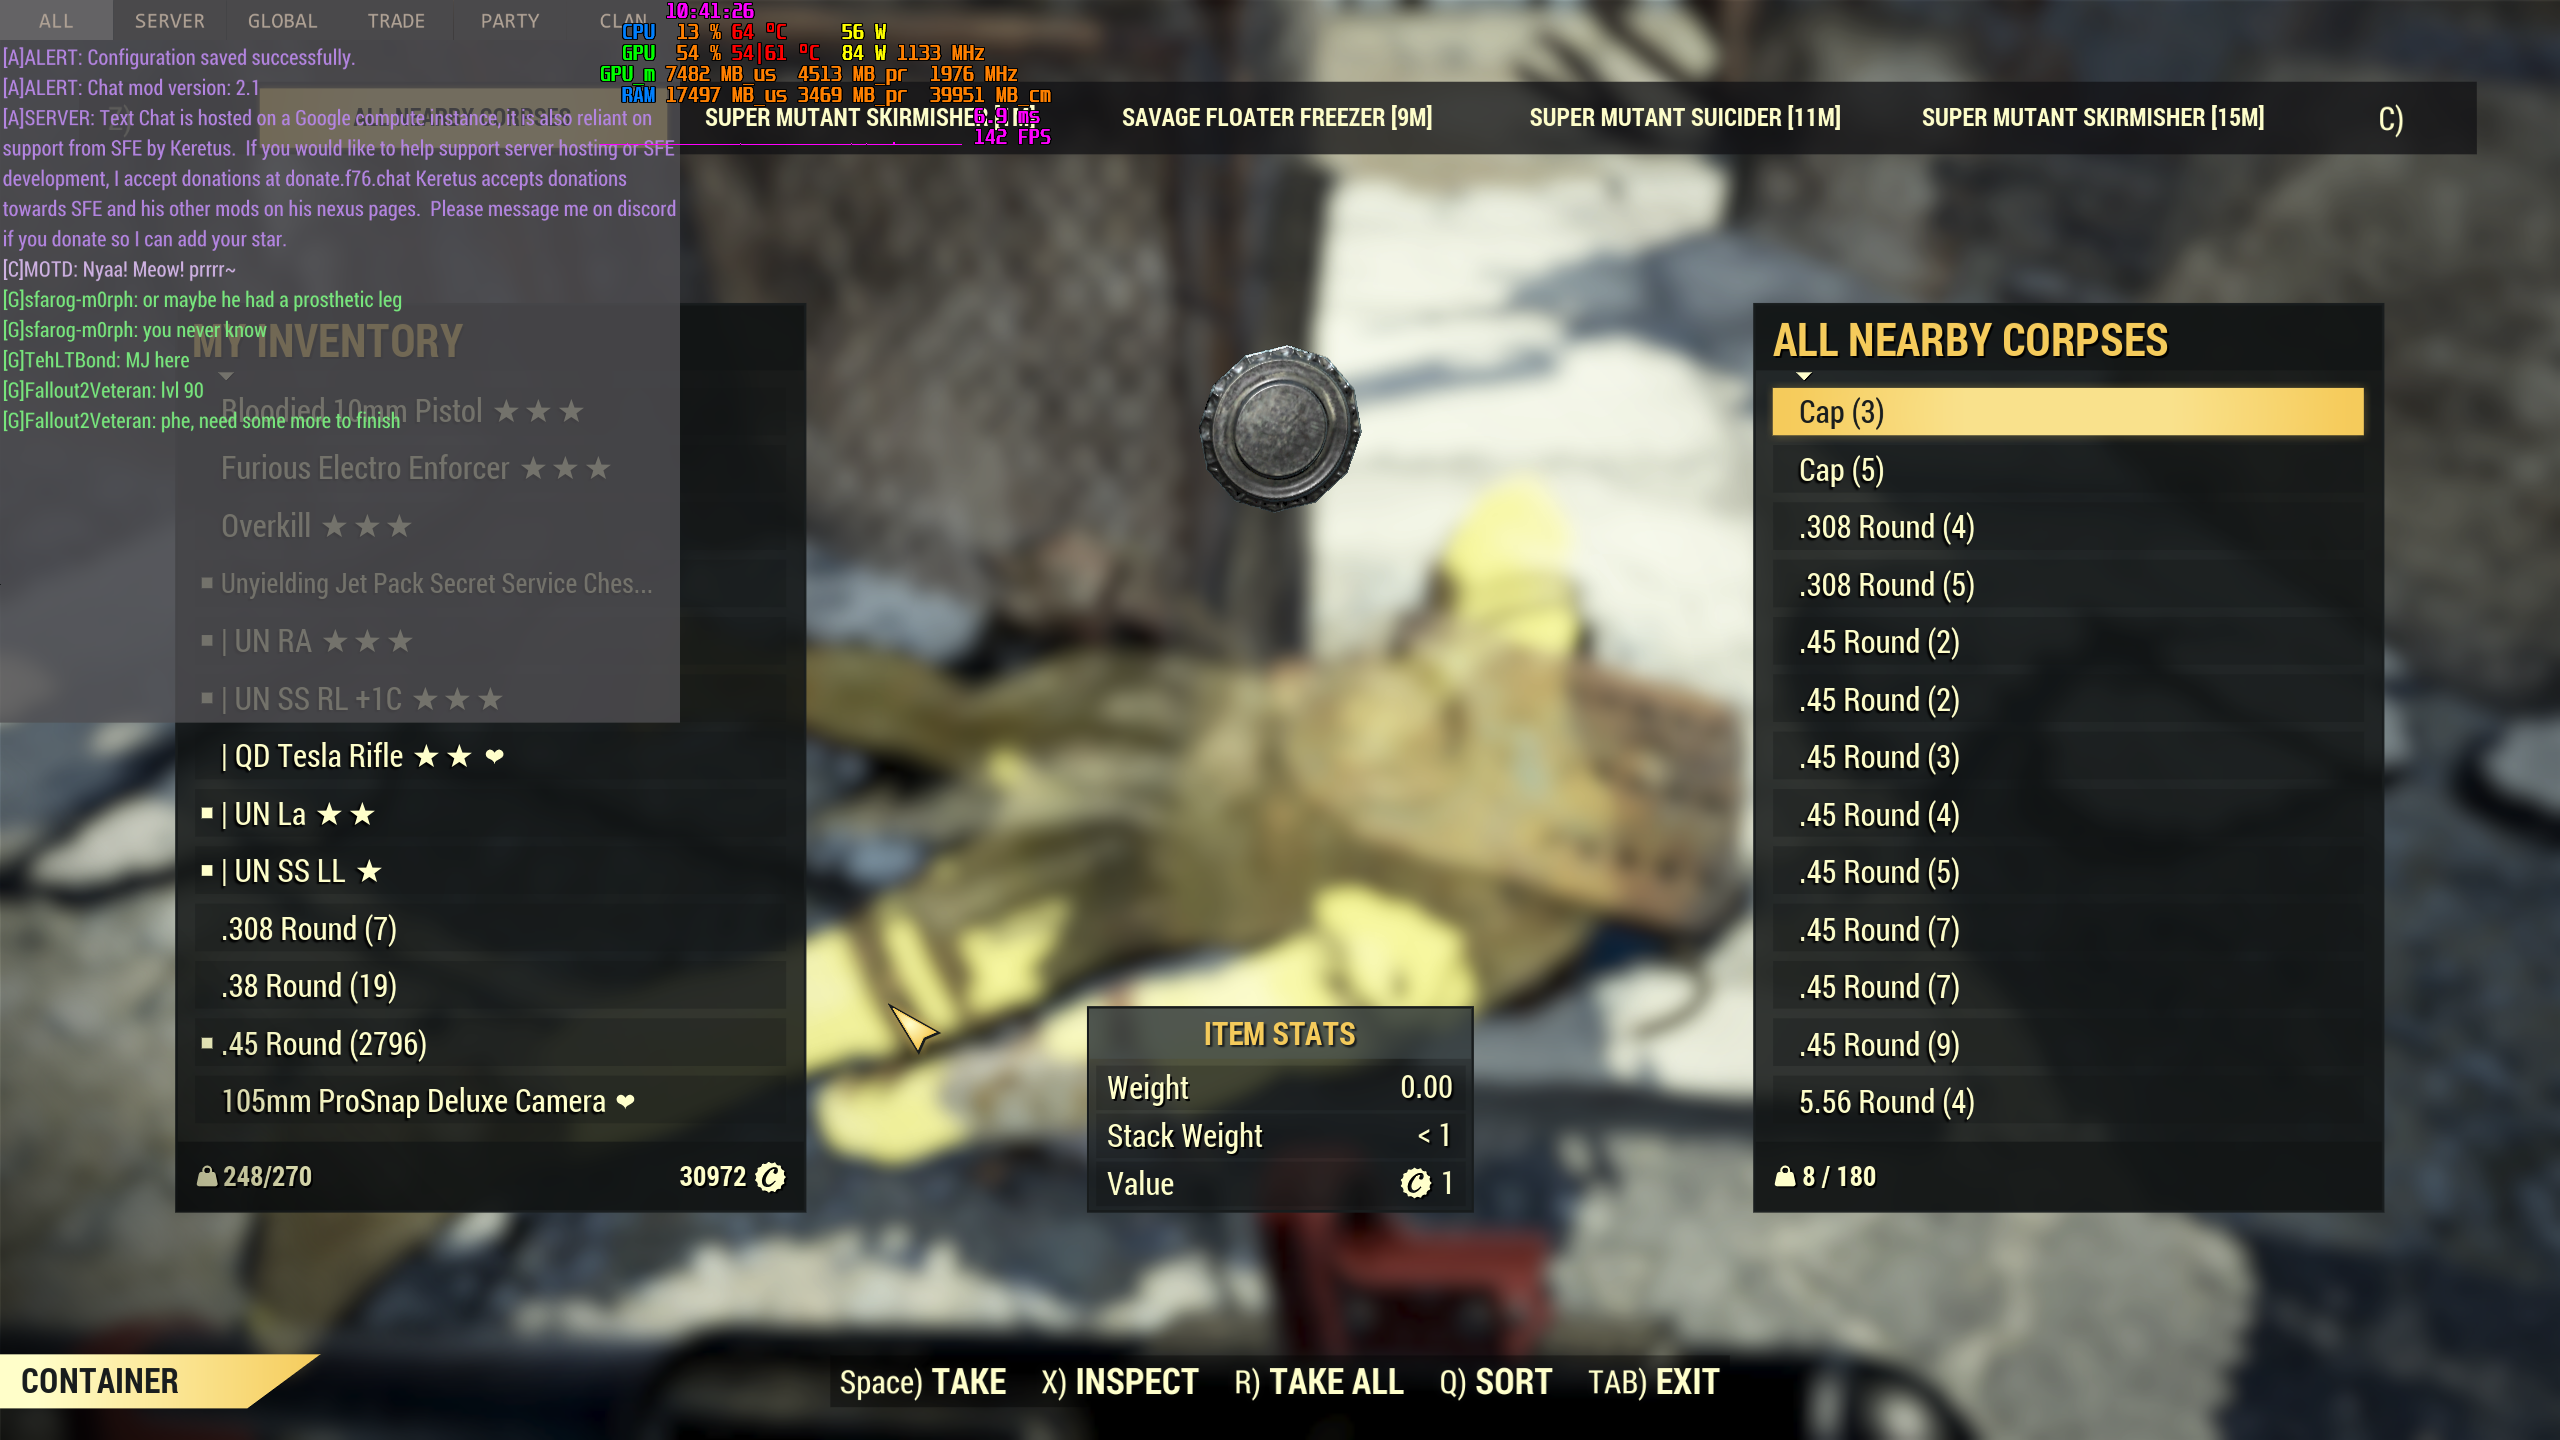 ALL SERVER GLOBAL TRADE PARTY CLAN
10:41:26
CPU 13 % 64 °C 56 W
GPU 54 % 54|61 °C 84 W 1133 MHz
GPU_m 7482 MB_us 4513 MB_pr 1976 MHz
RAM 17497 MB_us 3469 MB_pr 39951 MB_cm
6.9 ms
142 FPS
[A]ALERT: Configuration saved successfully.
[A]ALERT: Chat mod version: 2.1
[A]SERVER: Text Chat is hosted on a Google compute instance, it is also reliant on
support from SFE by Keretus. If you would like to help support server hosting or SFE
development, I accept donations at donate.f76.chat Keretus accepts donations
towards SFE and his other mods on his nexus pages. Please message me on discord
if you donate so I can add your star.
[C]MOTD: Nyaa! Meow! prrrr~
[G]sfarog-m0rph: or maybe he had a prosthetic leg
[G]sfarog-m0rph: you never know
[G]TehLTBond: MJ here
[G]Fallout2Veteran: lvl 90
[G]Fallout2Veteran: phe, need some more to finish
Z) ALL NEARBY CORPSES SUPER MUTANT SKIRMISHER SAVAGE FLOATER FREEZER [9M] SUPER MUTANT SUICIDER [11M] SUPER MUTANT SKIRMISHER [15M] C)
MY INVENTORY
Bloodied 10mm Pistol ★ ★ ★
Furious Electro Enforcer ★ ★ ★
Overkill ★ ★ ★
Unyielding Jet Pack Secret Service Ches...
| UN RA ★ ★ ★
| UN SS RL +1C ★ ★ ★
| QD Tesla Rifle ★ ★ ❤
| UN La ★ ★
| UN SS LL ★
.308 Round (7)
.38 Round (19)
.45 Round (2796)
105mm ProSnap Deluxe Camera ❤
248/270 30972
ITEM STATS
Weight 0.00
Stack Weight < 1
Value 1
ALL NEARBY CORPSES
Cap (3)
Cap (5)
.308 Round (4)
.308 Round (5)
.45 Round (2)
.45 Round (2)
.45 Round (3)
.45 Round (4)
.45 Round (5)
.45 Round (7)
.45 Round (7)
.45 Round (9)
5.56 Round (4)
8 / 180
CONTAINER
Space) TAKE X) INSPECT R) TAKE ALL Q) SORT TAB) EXIT